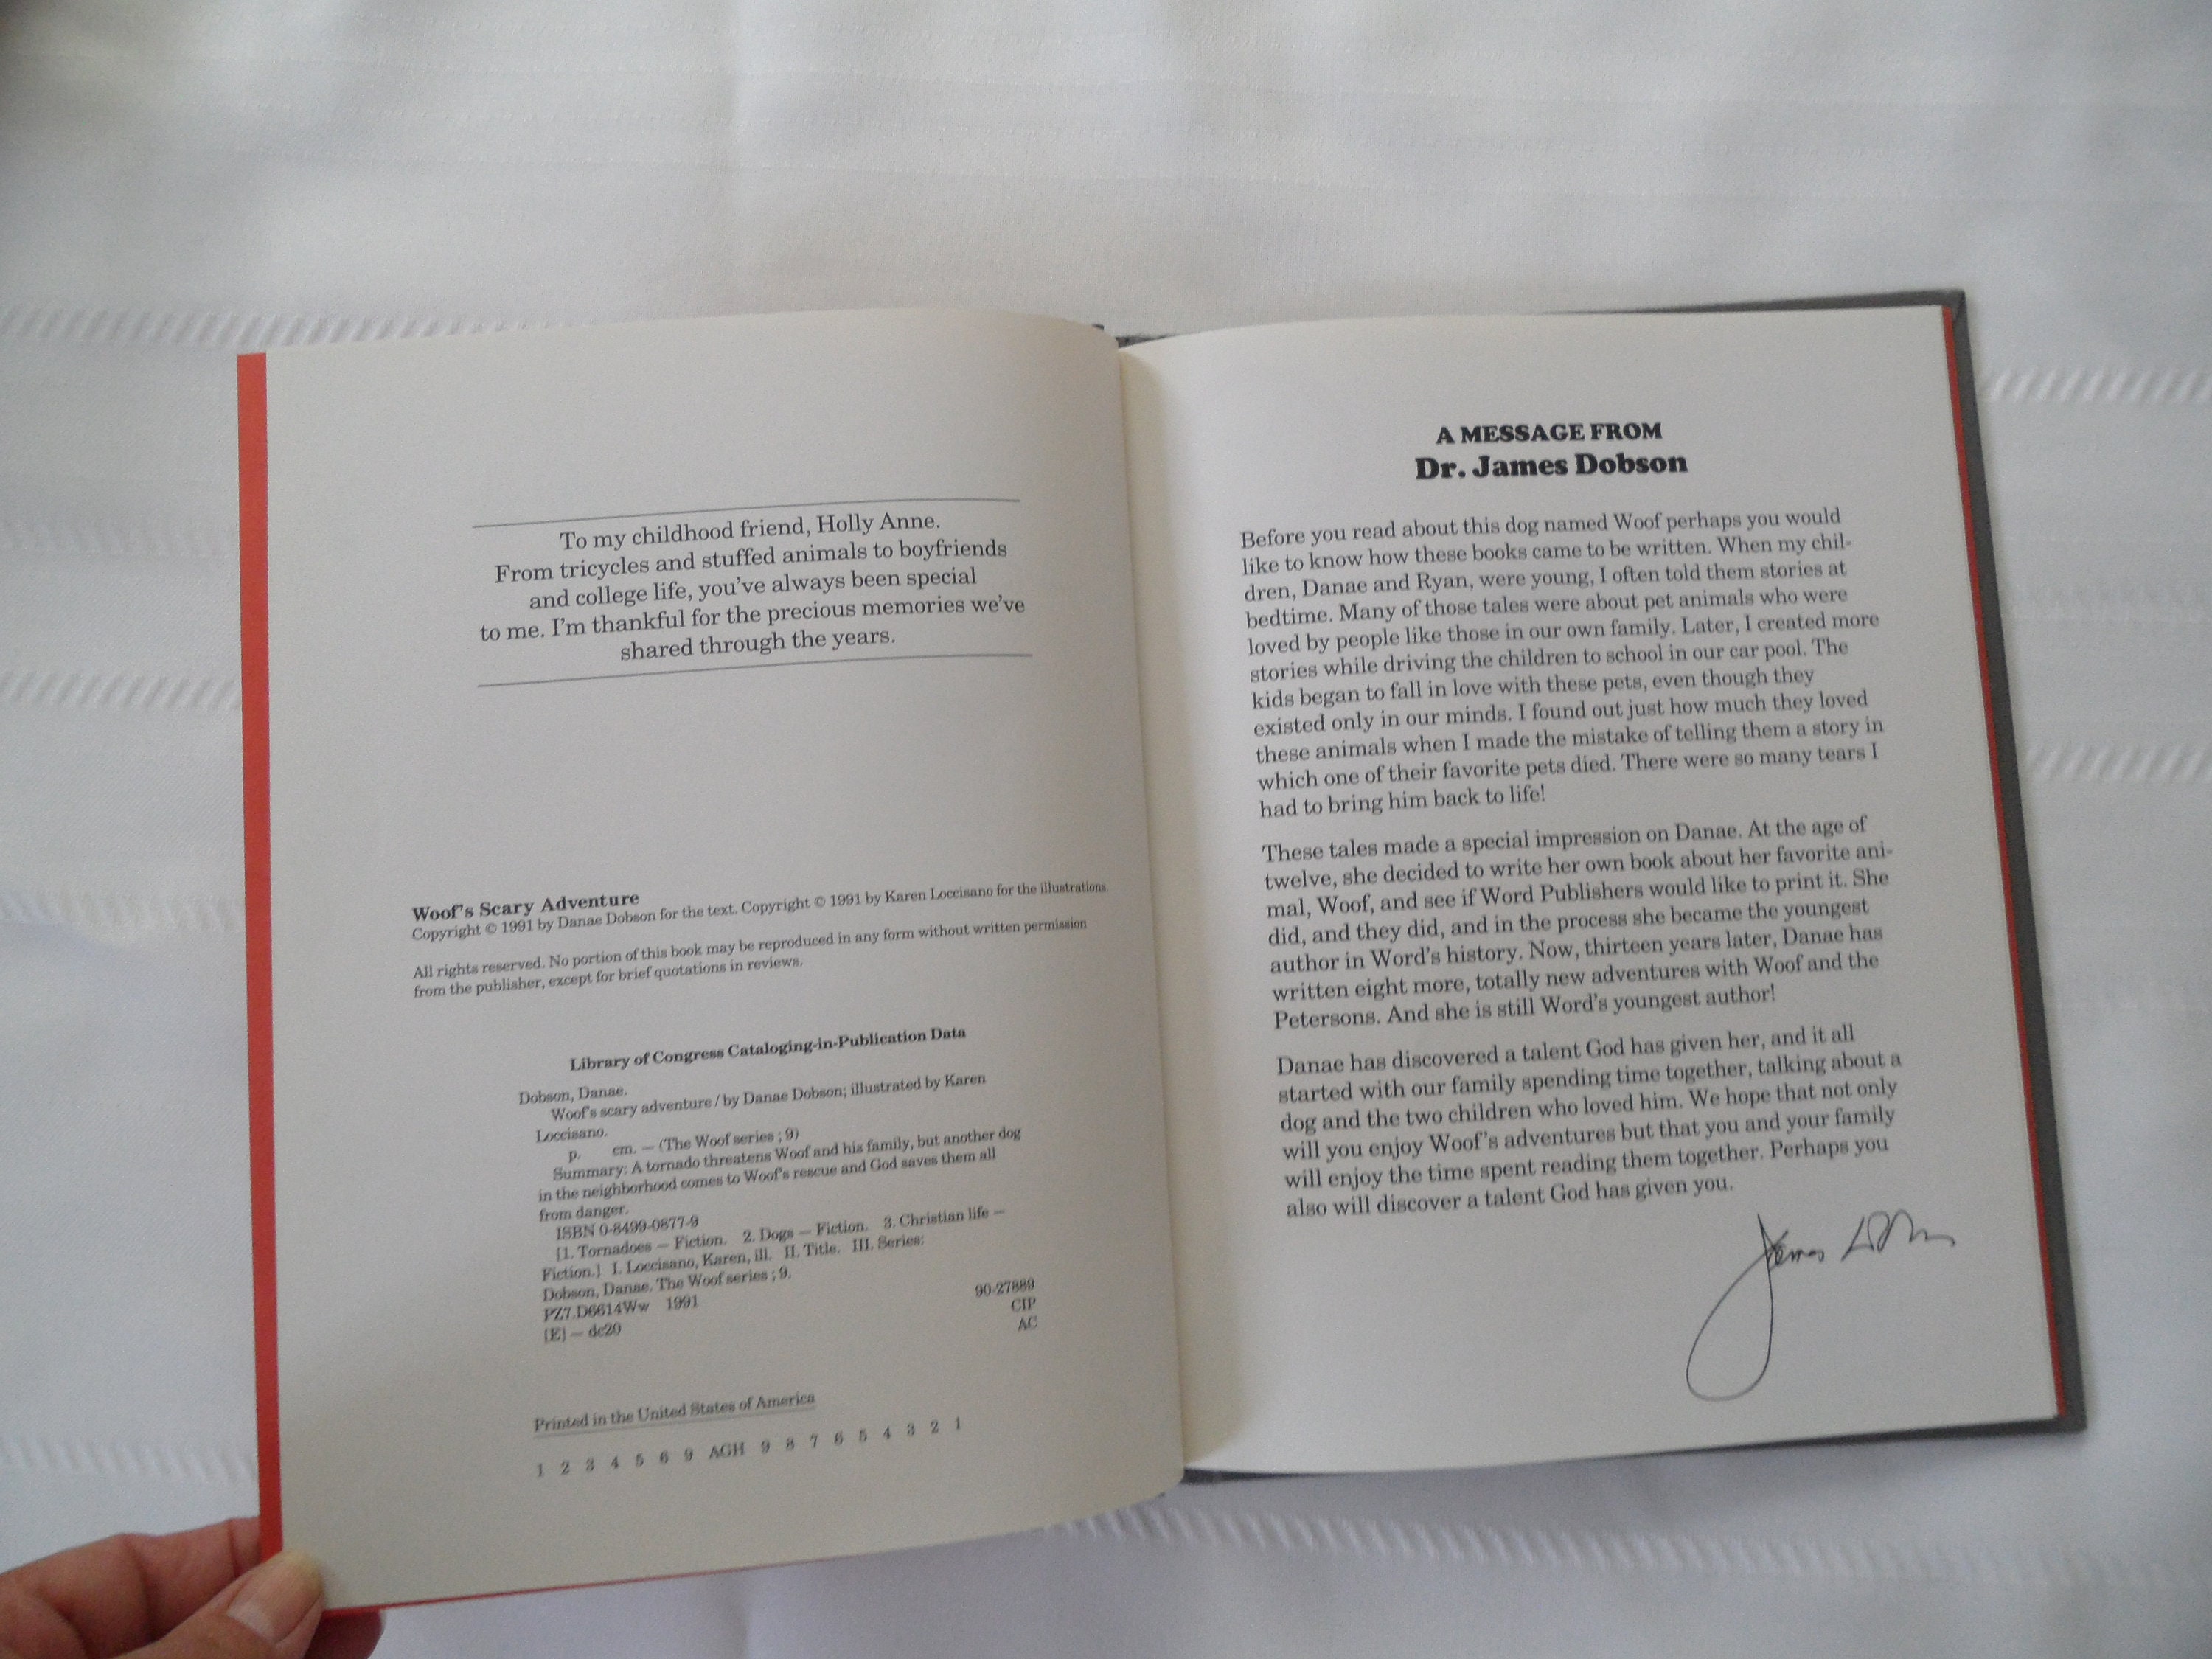 To my childhood friend, Holly Anne.
From tricycles and stuffed animals to boyfriends
and college life, you've always been special
to me. I'm thankful for the precious memories we've
shared through the years.
Woof's Scary Adventure
Copyright © 1991 by Danae Dobson for the text. Copyright © 1991 by Karen Loccisano for the illustrations.
All rights reserved. No portion of this book may be reproduced in any form without written permission
from the publisher, except for brief quotations in reviews.
Library of Congress Cataloging-in-Publication Data
Dobson, Danae.
Woof's scary adventure / by Danae Dobson; illustrated by Karen
Loccisano.
p. cm. — (The Woof series ; 9)
Summary: A tornado threatens Woof and his family, but another dog
in the neighborhood comes to Woof's rescue and God saves them all
from danger.
ISBN 0-8499-0877-9
[1. Tornadoes — Fiction. 2. Dogs — Fiction. 3. Christian life —
Fiction.] I. Loccisano, Karen, ill. II. Title. III. Series:
Dobson, Danae. The Woof series ; 9.
PZ7.D6614Ww 1991
[E] — dc20
90-27889
CIP
AC
Printed in the United States of America
1 2 3 4 5 6 9 AGH 9 8 7 6 5 4 3 2 1
A MESSAGE FROM
Dr. James Dobson
Before you read about this dog named Woof perhaps you would
like to know how these books came to be written. When my chil-
dren, Danae and Ryan, were young, I often told them stories at
bedtime. Many of those tales were about pet animals who were
loved by people like those in our own family. Later, I created more
stories while driving the children to school in our car pool. The
kids began to fall in love with these pets, even though they
existed only in our minds. I found out just how much they loved
these animals when I made the mistake of telling them a story in
which one of their favorite pets died. There were so many tears I
had to bring him back to life!
These tales made a special impression on Danae. At the age of
twelve, she decided to write her own book about her favorite ani-
mal, Woof, and see if Word Publishers would like to print it. She
did, and they did, and in the process she became the youngest
author in Word's history. Now, thirteen years later, Danae has
written eight more, totally new adventures with Woof and the
Petersons. And she is still Word's youngest author!
Danae has discovered a talent God has given her, and it all
started with our family spending time together, talking about a
dog and the two children who loved him. We hope that not only
will you enjoy Woof's adventures but that you and your family
will enjoy the time spent reading them together. Perhaps you
also will discover a talent God has given you.
James Dobson